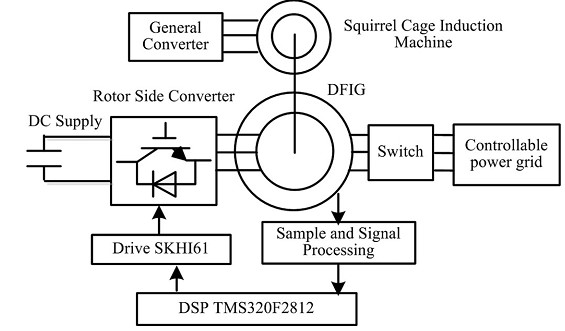 General
Converter
Squirrel Cage Induction
Machine
Rotor Side Converter
DFIG
DC Supply
Switch
Controllable
power grid
Drive SKHI61
Sample and Signal
Processing
DSP TMS320F2812